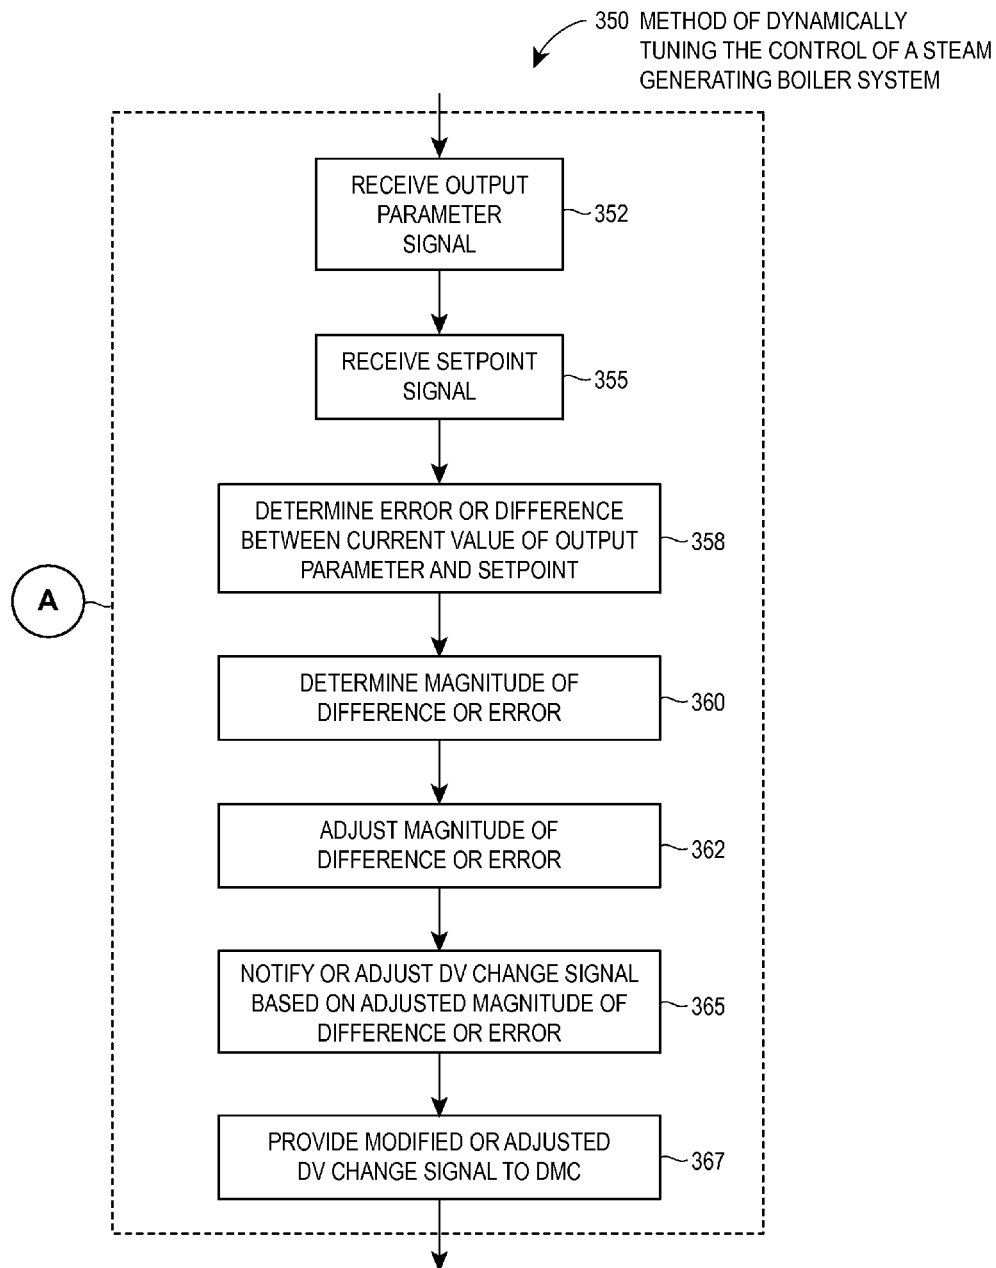 350 METHOD OF DYNAMICALLY
TUNING THE CONTROL OF A STEAM
GENERATING BOILER SYSTEM
RECEIVE OUTPUT
PARAMETER
SIGNAL
352
RECEIVE SETPOINT
SIGNAL
355
DETERMINE ERROR OR DIFFERENCE
BETWEEN CURRENT VALUE OF OUTPUT
PARAMETER AND SETPOINT
358
A
DETERMINE MAGNITUDE OF
DIFFERENCE OR ERROR
360
ADJUST MAGNITUDE OF
DIFFERENCE OR ERROR
362
NOTIFY OR ADJUST DV CHANGE SIGNAL
BASED ON ADJUSTED MAGNITUDE OF
DIFFERENCE OR ERROR
365
PROVIDE MODIFIED OR ADJUSTED
DV CHANGE SIGNAL TO DMC
367